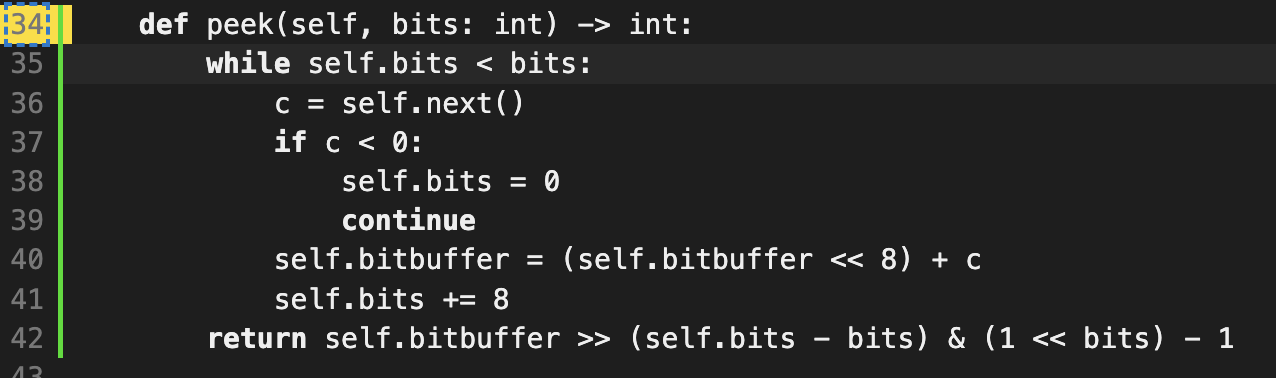 34 def peek(self, bits: int) -> int:
35 while self.bits < bits:
36 c = self.next()
37 if c < 0:
38 self.bits = 0
39 continue
40 self.bitbuffer = (self.bitbuffer << 8) + c
41 self.bits += 8
42 return self.bitbuffer >> (self.bits - bits) & (1 << bits) - 1
43